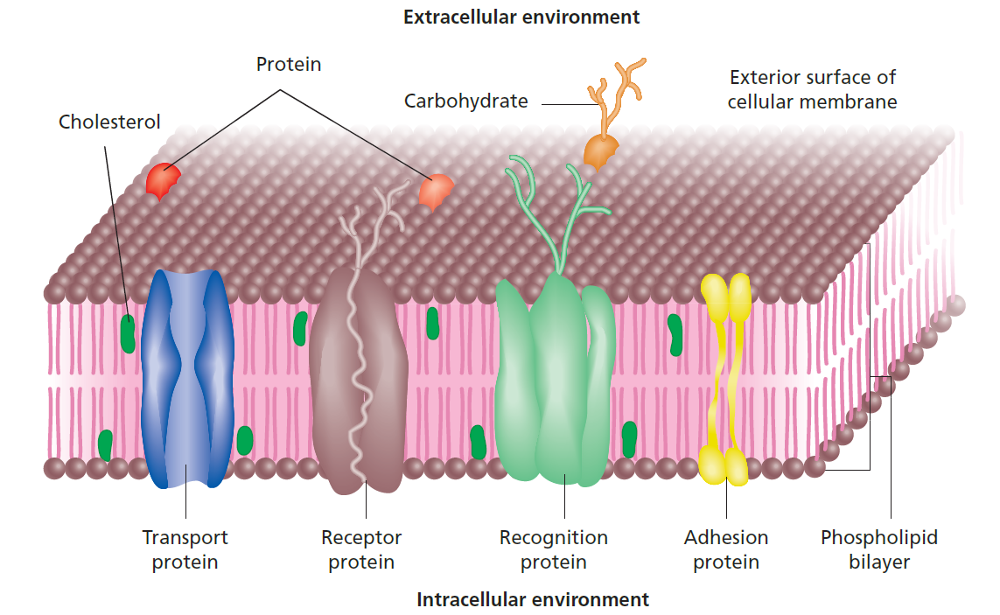 Extracellular environment
Protein
Carbohydrate
Exterior surface of
cellular membrane
Cholesterol
Transport
protein
Receptor
protein
Recognition
protein
Adhesion
protein
Phospholipid
bilayer
Intracellular environment